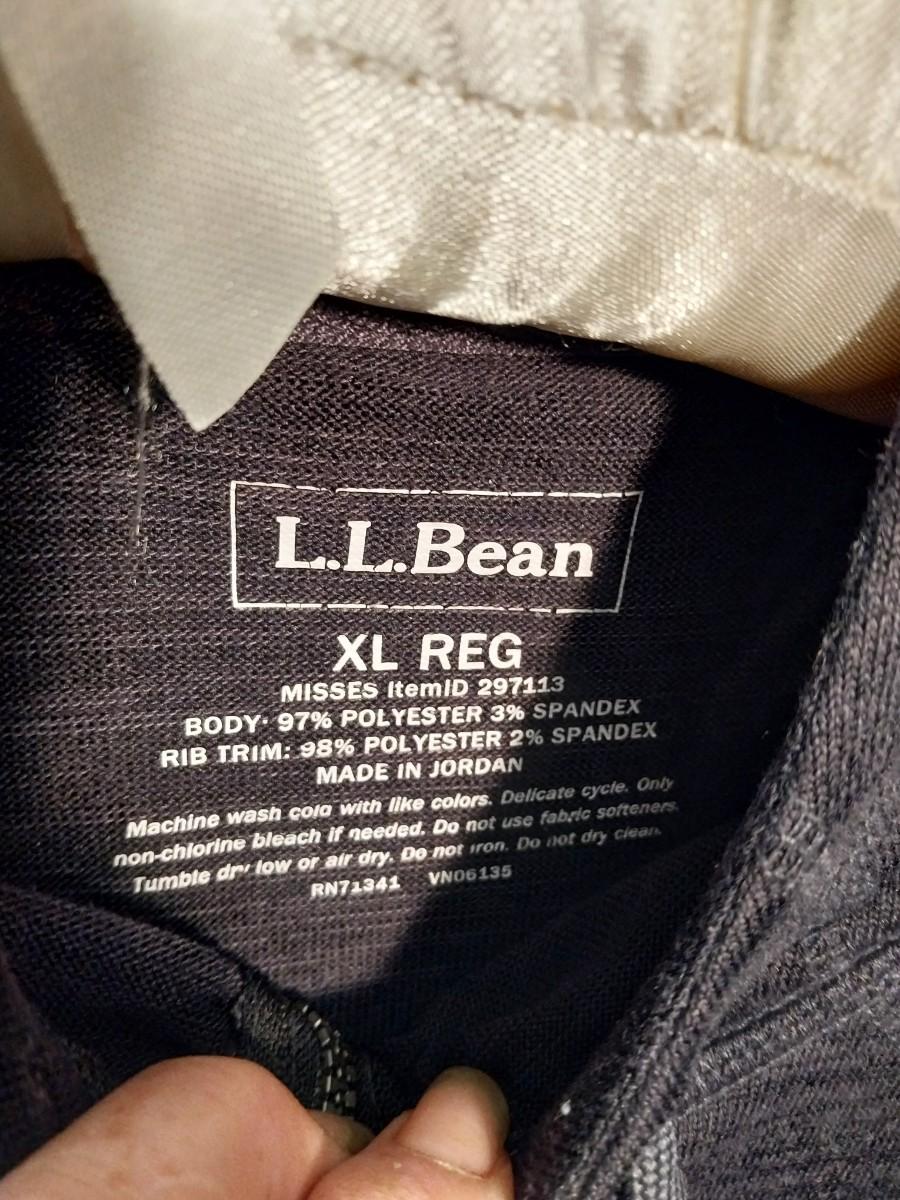 L.L.Bean
XL REG
MISSES ItemID 297113
BODY: 97% POLYESTER 3% SPANDEX
RIB TRIM: 98% POLYESTER 2% SPANDEX
MADE IN JORDAN
Machine wash cold with like colors. Delicate cycle. Only
non-chlorine bleach if needed. Do not use fabric softeners.
Tumble dry low or air dry. Do not iron. Do not dry clean.
RN71341 VN06135